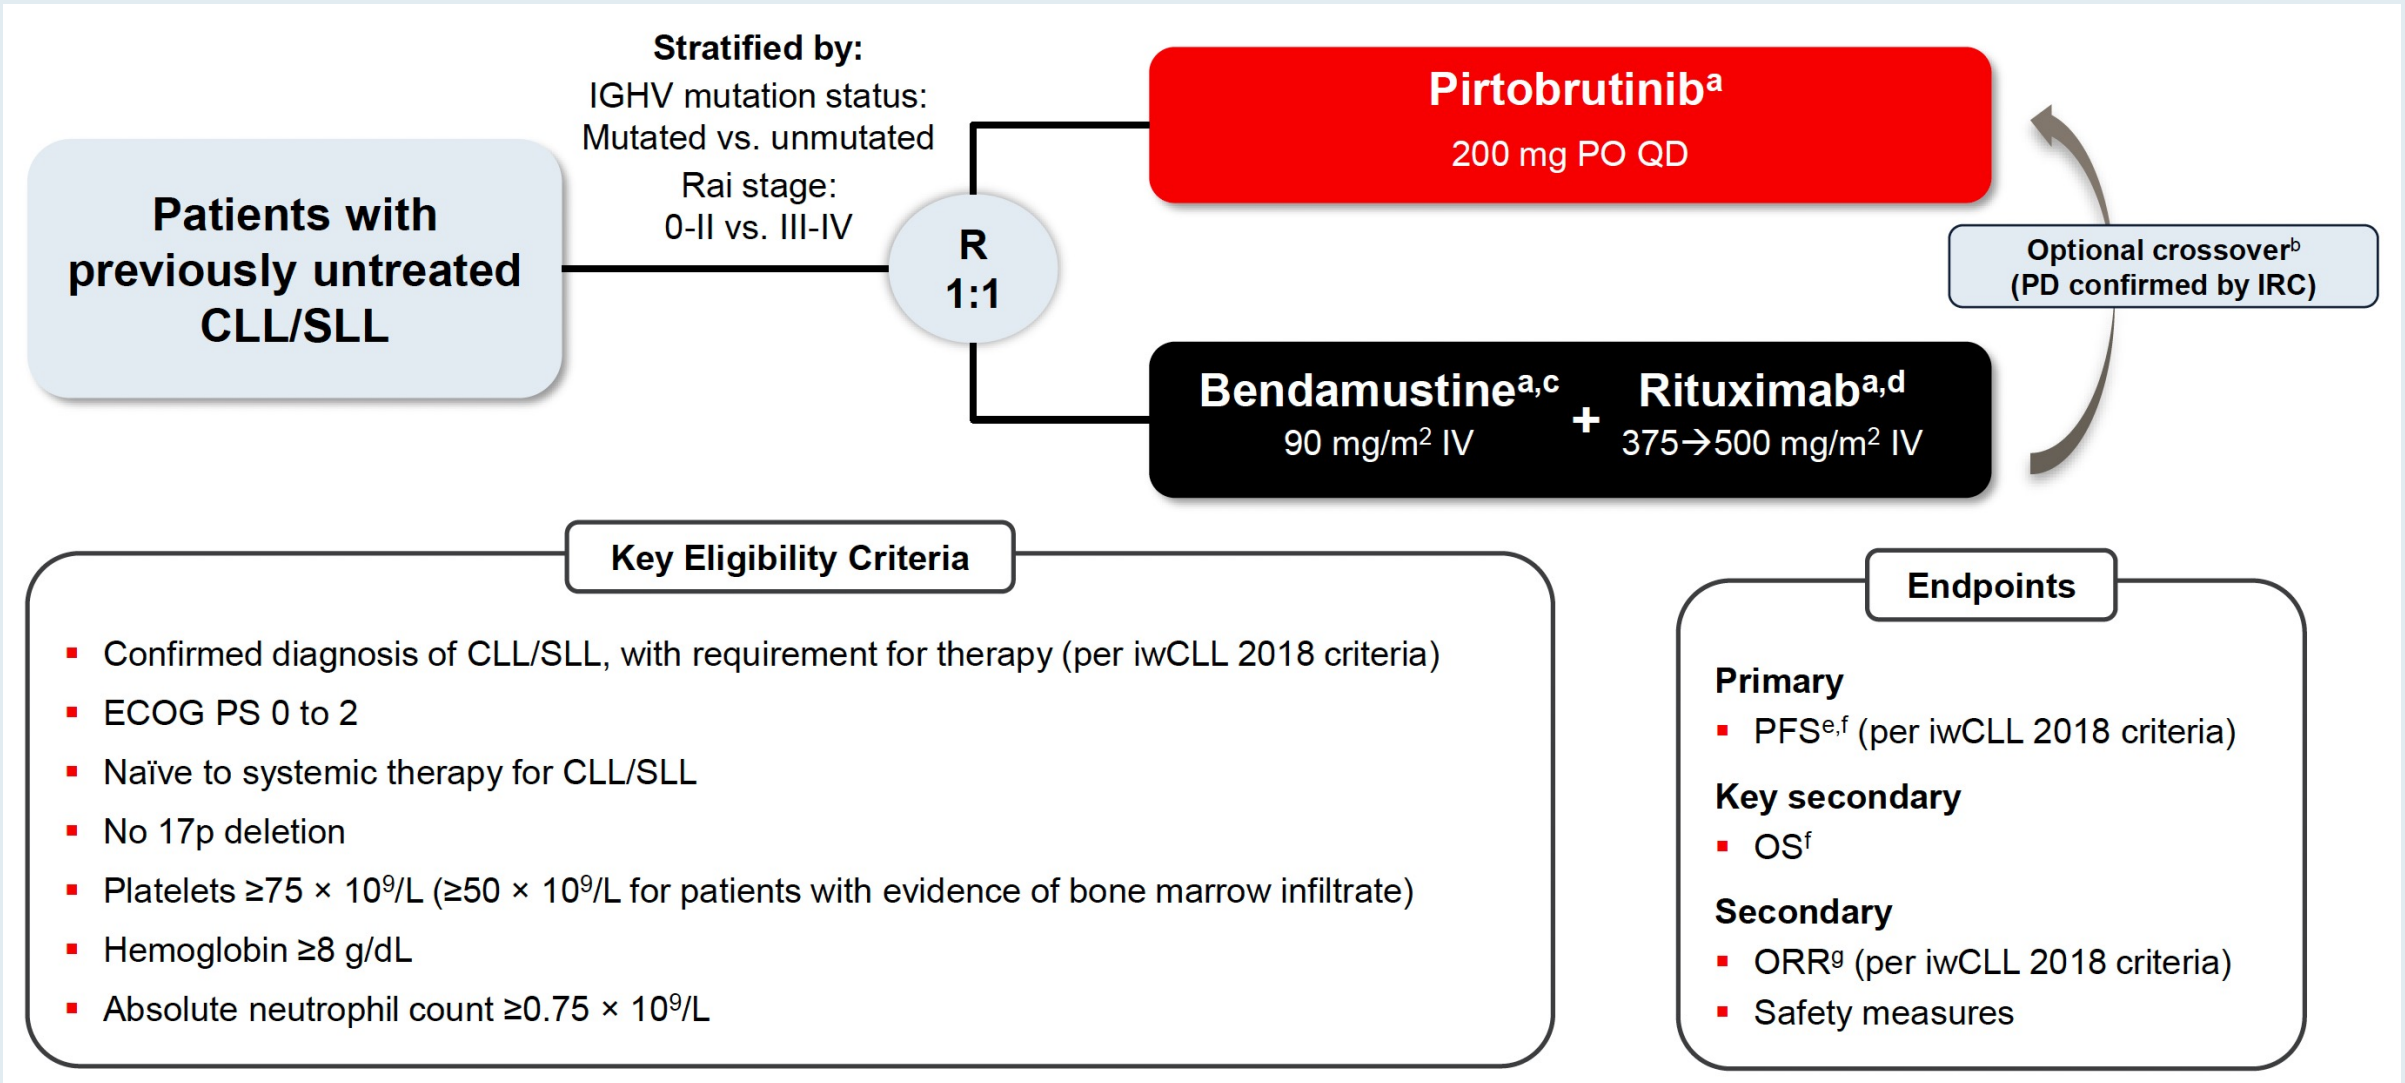 Stratified by:
IGHV mutation status:
Mutated vs. unmutated
Rai stage:
0-II vs. III-IV
Patients with
previously untreated
CLL/SLL
R
1:1
Pirtobrutinibᵃ
200 mg PO QD
Optional crossoverᵇ
(PD confirmed by IRC)
Bendamustineᵃ,ᶜ + Rituximabᵃ,ᵈ
90 mg/m² IV 375→500 mg/m² IV
Key Eligibility Criteria
▪ Confirmed diagnosis of CLL/SLL, with requirement for therapy (per iwCLL 2018 criteria)
▪ ECOG PS 0 to 2
▪ Naïve to systemic therapy for CLL/SLL
▪ No 17p deletion
▪ Platelets ≥75 × 10⁹/L (≥50 × 10⁹/L for patients with evidence of bone marrow infiltrate)
▪ Hemoglobin ≥8 g/dL
▪ Absolute neutrophil count ≥0.75 × 10⁹/L
Endpoints
Primary
▪ PFSᵉ,ᶠ (per iwCLL 2018 criteria)
Key secondary
▪ OSᶠ
Secondary
▪ ORRᵍ (per iwCLL 2018 criteria)
▪ Safety measures